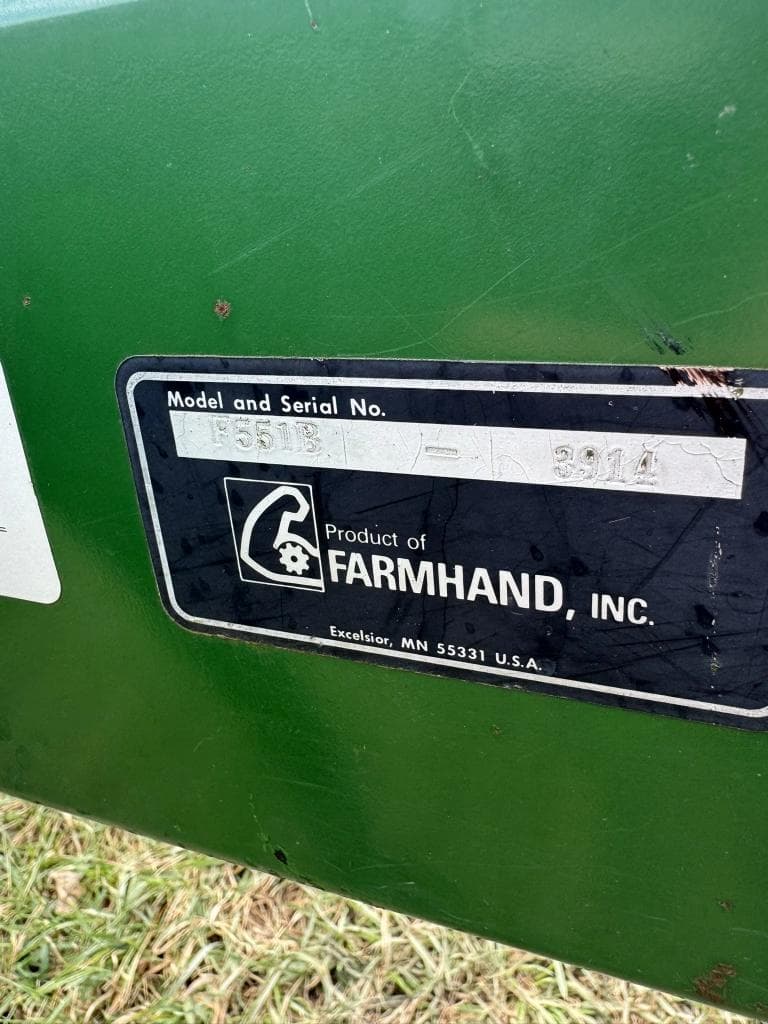 Model and Serial No.
F551B - 3914
Product of
FARMHAND, INC.
Excelsior, MN 55331 U.S.A.